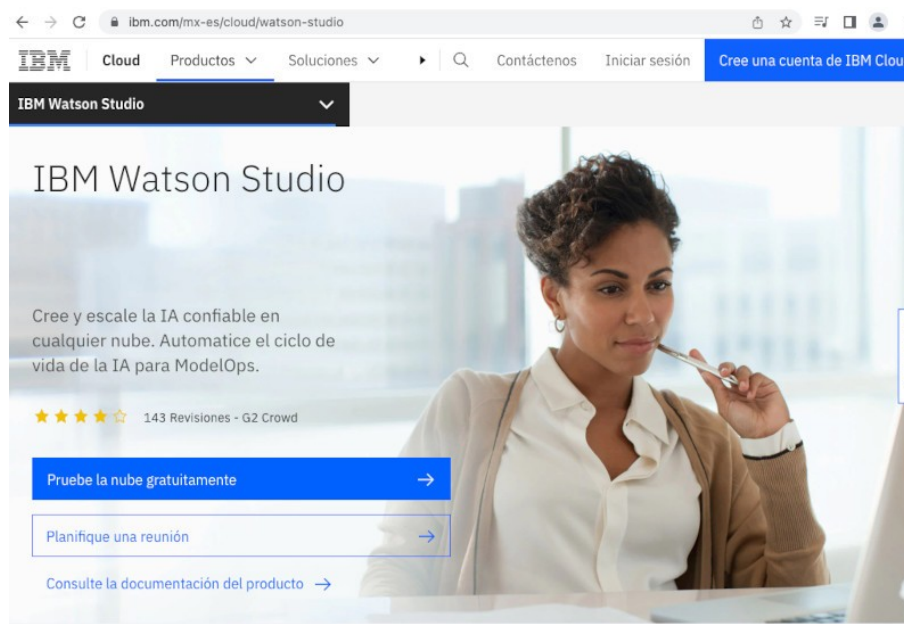 ibm.com/mx-es/cloud/watson-studio
IBM Cloud Productos Soluciones Contáctenos Iniciar sesión Cree una cuenta de IBM Clou
IBM Watson Studio
IBM Watson Studio
Cree y escale la IA confiable en
cualquier nube. Automatice el ciclo de
vida de la IA para ModelOps.
143 Revisiones - G2 Crowd
Pruebe la nube gratuitamente
Planifique una reunión
Consulte la documentación del producto